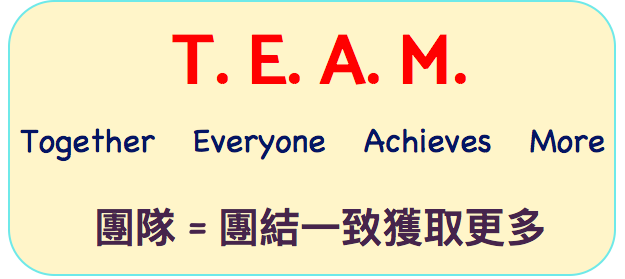 T. E. A. M.
Together Everyone Achieves More
團隊 = 團結一致獲取更多